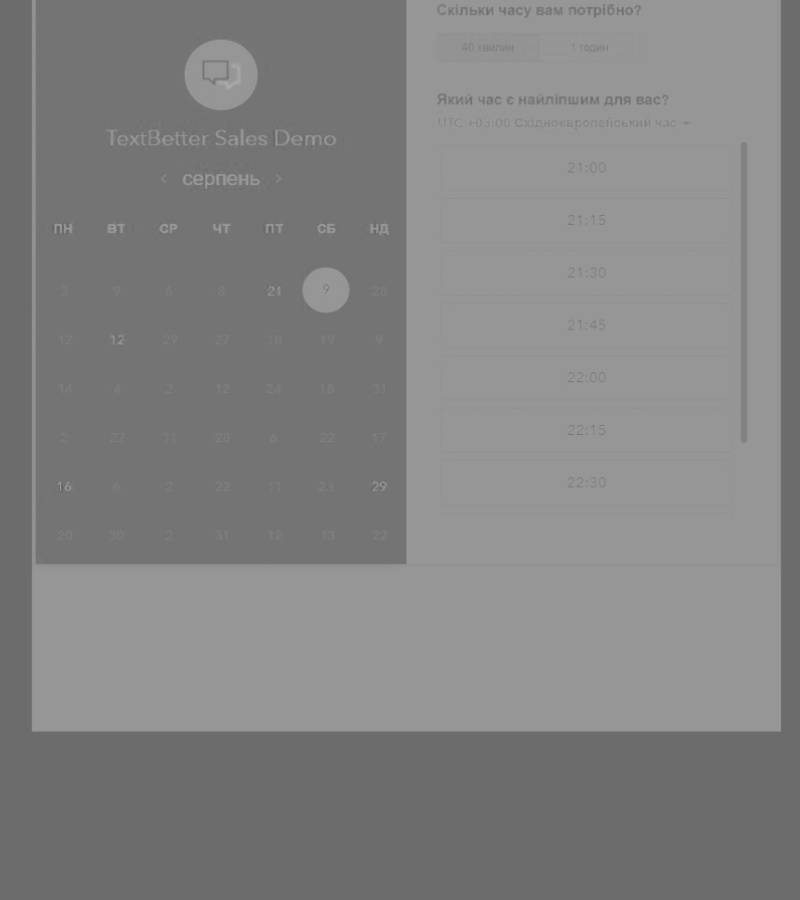 Скільки часу вам потрібно?
40 хвилин 1 годин
Який час є найліпшим для вас?
UTC +03:00 Східноєвропейський час
21:00
21:15
21:30
21:45
22:00
22:15
22:30
TextBetter Sales Demo
серпень
ПН ВТ СР ЧТ ПТ СБ НД
3 9 6 8 21 9 28
12 12 29 27 18 19 9
14 4 2 12 24 18 31
2 27 31 28 6 22 17
16 6 2 22 11 23 29
20 30 2 31 12 13 22